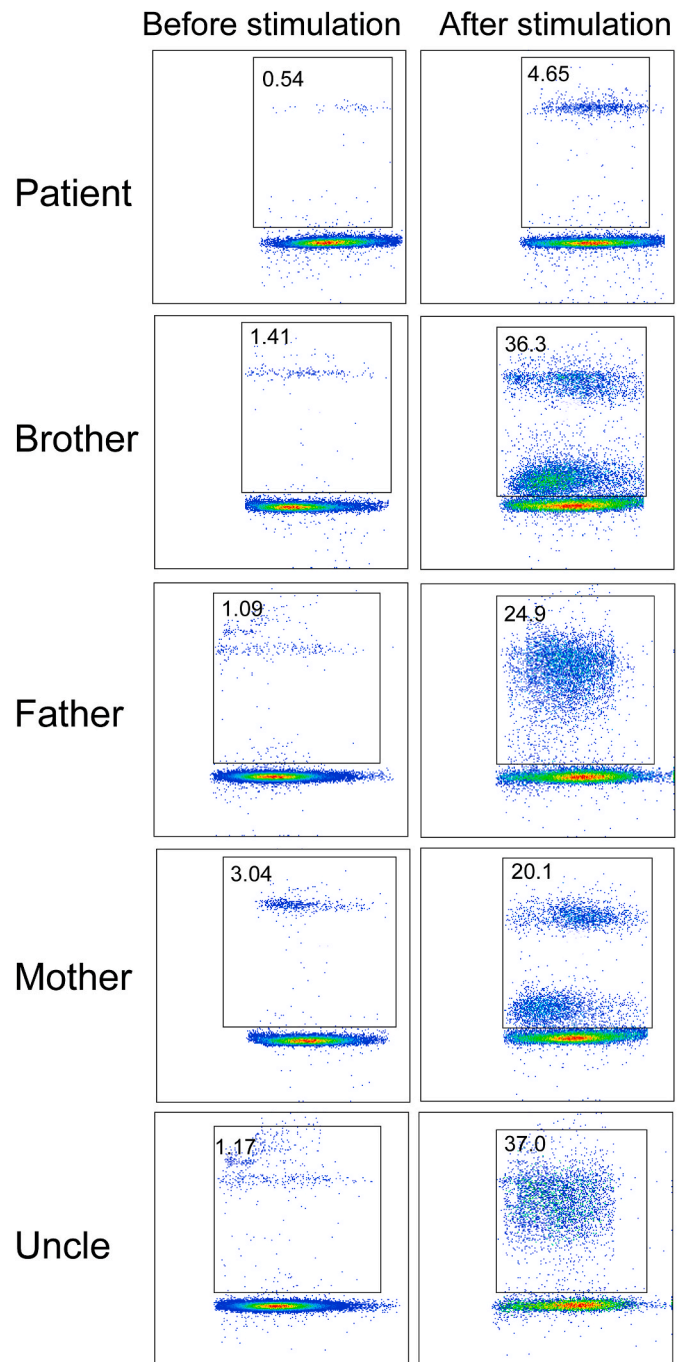 Before stimulation After stimulation
Patient 0.54 4.65
Brother 1.41 36.3
Father 1.09 24.9
Mother 3.04 20.1
Uncle 1.17 37.0